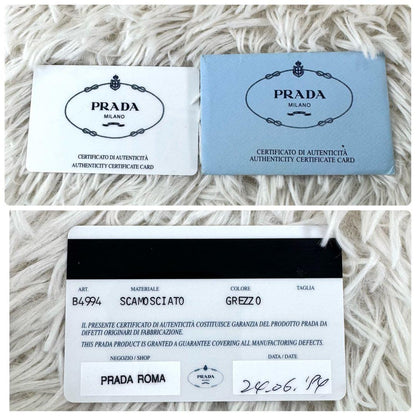 PRADA
MILANO
CERTIFICATO DI AUTENTICITÀ
AUTHENTICITY CERTIFICATE CARD
PRADA
MILANO
CERTIFICATO DI AUTENTICITÀ
AUTHENTICITY CERTIFICATE CARD
ART. MATERIALE COLORE TAGLIA
B4994 SCAMOSCIATO GREZZO
IL PRESENTE CERTIFICATO DI AUTENTICITÀ COSTITUISCE GARANZIA DEL PRODOTTO PRADA DA
DIFETTI ORIGINARI DI FABBRICAZIONE.
THIS PRADA PRODUCT IS GRANTED A GUARANTEE COVERING ALL MANUFACTORING DEFECTS.
NEGOZIO / SHOP DATA / DATE
PRADA ROMA PRADA 24.06.'94